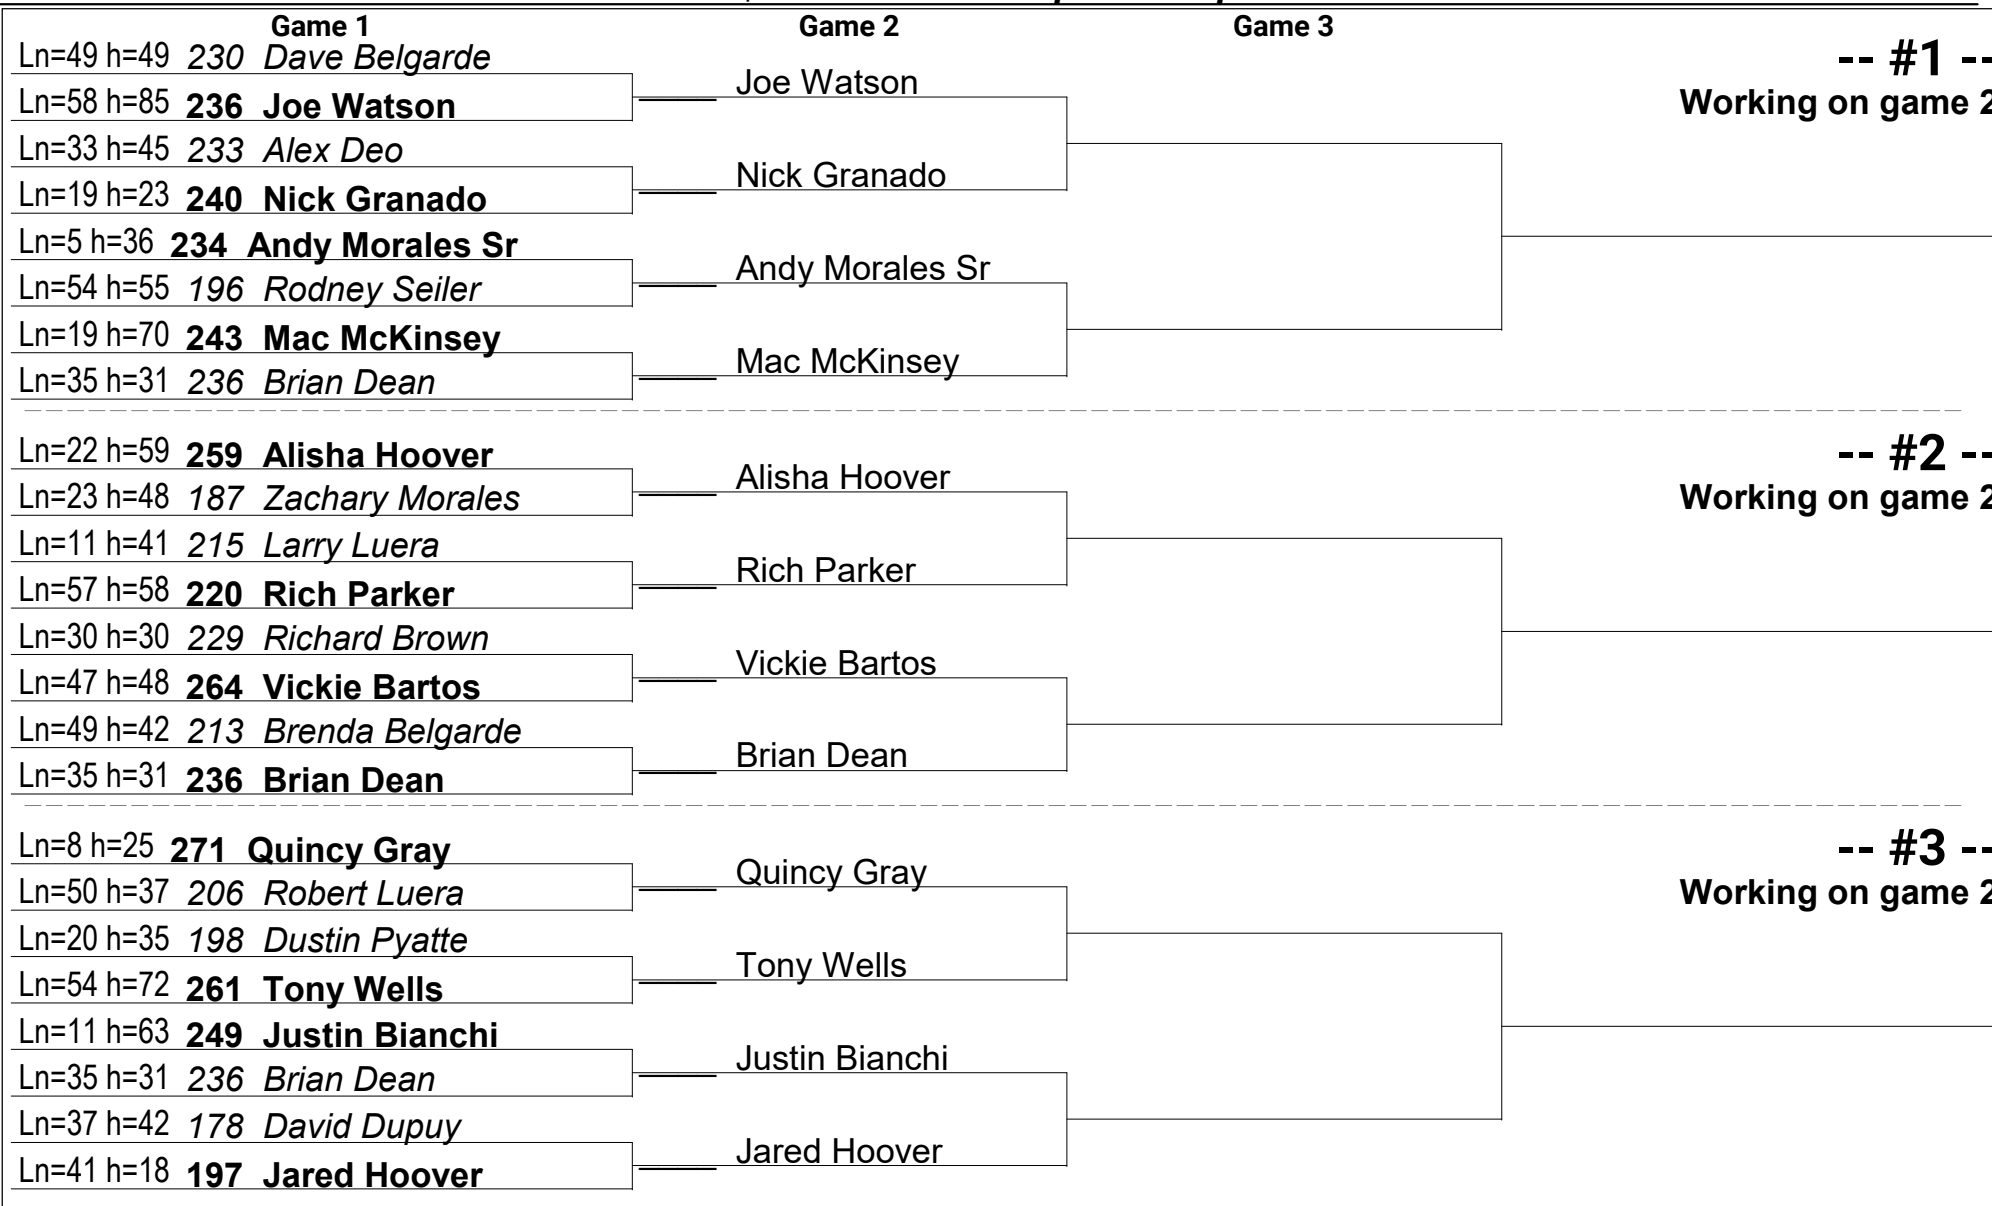 Game 1 Game 2 Game 3
Ln=49 h=49 230 Dave Belgarde
Joe Watson
-- #1 --
Ln=58 h=85 236 Joe Watson
Working on game 2
Ln=33 h=45 233 Alex Deo
Nick Granado
Ln=19 h=23 240 Nick Granado
Ln=5 h=36 234 Andy Morales Sr
Andy Morales Sr
Ln=54 h=55 196 Rodney Seiler
Ln=19 h=70 243 Mac McKinsey
Mac McKinsey
Ln=35 h=31 236 Brian Dean
Ln=22 h=59 259 Alisha Hoover
Alisha Hoover
-- #2 --
Ln=23 h=48 187 Zachary Morales
Working on game 2
Ln=11 h=41 215 Larry Luera
Rich Parker
Ln=57 h=58 220 Rich Parker
Ln=30 h=30 229 Richard Brown
Vickie Bartos
Ln=47 h=48 264 Vickie Bartos
Ln=49 h=42 213 Brenda Belgarde
Brian Dean
Ln=35 h=31 236 Brian Dean
Ln=8 h=25 271 Quincy Gray
Quincy Gray
-- #3 --
Ln=50 h=37 206 Robert Luera
Working on game 2
Ln=20 h=35 198 Dustin Pyatte
Tony Wells
Ln=54 h=72 261 Tony Wells
Ln=11 h=63 249 Justin Bianchi
Justin Bianchi
Ln=35 h=31 236 Brian Dean
Ln=37 h=42 178 David Dupuy
Jared Hoover
Ln=41 h=18 197 Jared Hoover